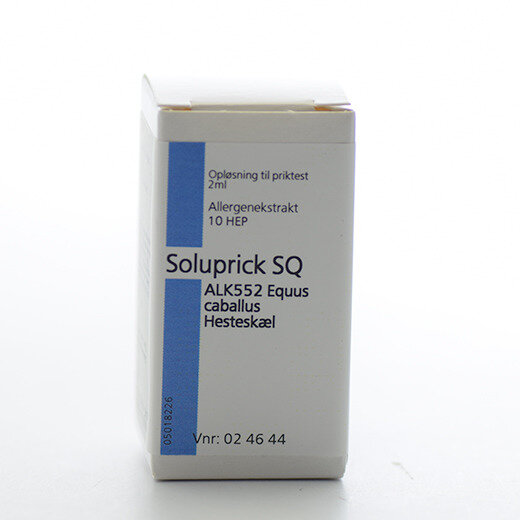 Opløsning til priktest
2ml
Allergenekstrakt
10 HEP
Soluprick SQ
ALK552 Equus
caballus
Hesteskæl
05018226
Vnr: 02 46 44